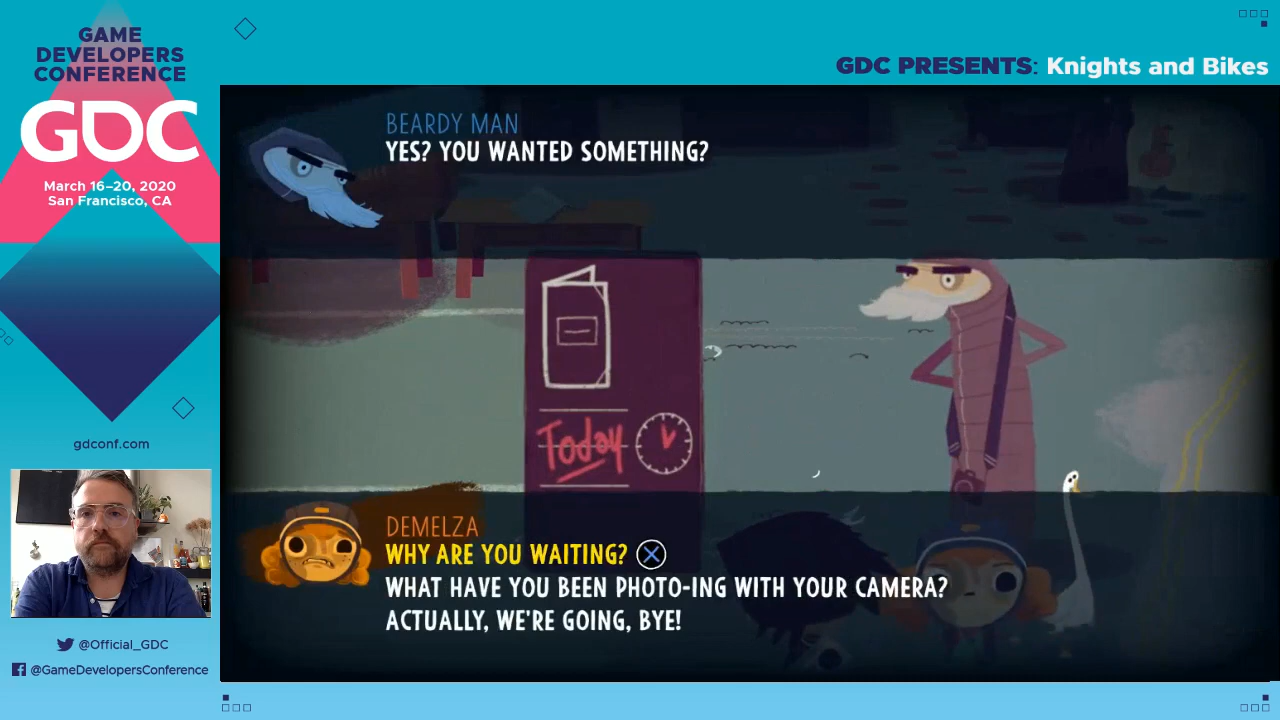 GAME
DEVELOPERS
CONFERENCE
GDC
March 16–20, 2020
San Francisco, CA
gdconf.com
@Official_GDC
@GameDevelopersConference
GDC PRESENTS: Knights and Bikes
BEARDY MAN
YES? YOU WANTED SOMETHING?
Today
DEMELZA
WHY ARE YOU WAITING?
WHAT HAVE YOU BEEN PHOTO-ING WITH YOUR CAMERA?
ACTUALLY, WE'RE GOING, BYE!